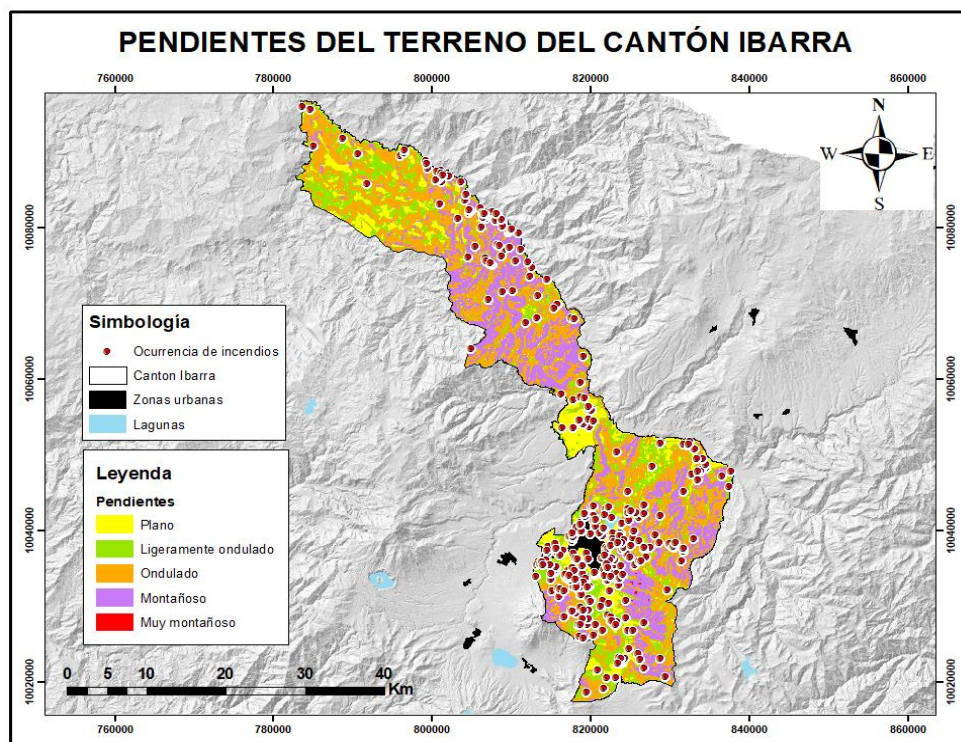 PENDIENTES DEL TERRENO DEL CANTÓN IBARRA
760000 780000 800000 820000 840000 860000
N
W E
S
10080000 10080000
Simbología
Ocurrencia de incendios
Canton Ibarra
Zonas urbanas
Lagunas
10060000 10060000
Leyenda
Pendientes
Plano
Ligeramente ondulado
Ondulado
Montañoso
Muy montañoso
10040000 10040000
0 5 10 20 30 40
Km
10020000 10020000
760000 780000 800000 820000 840000 860000